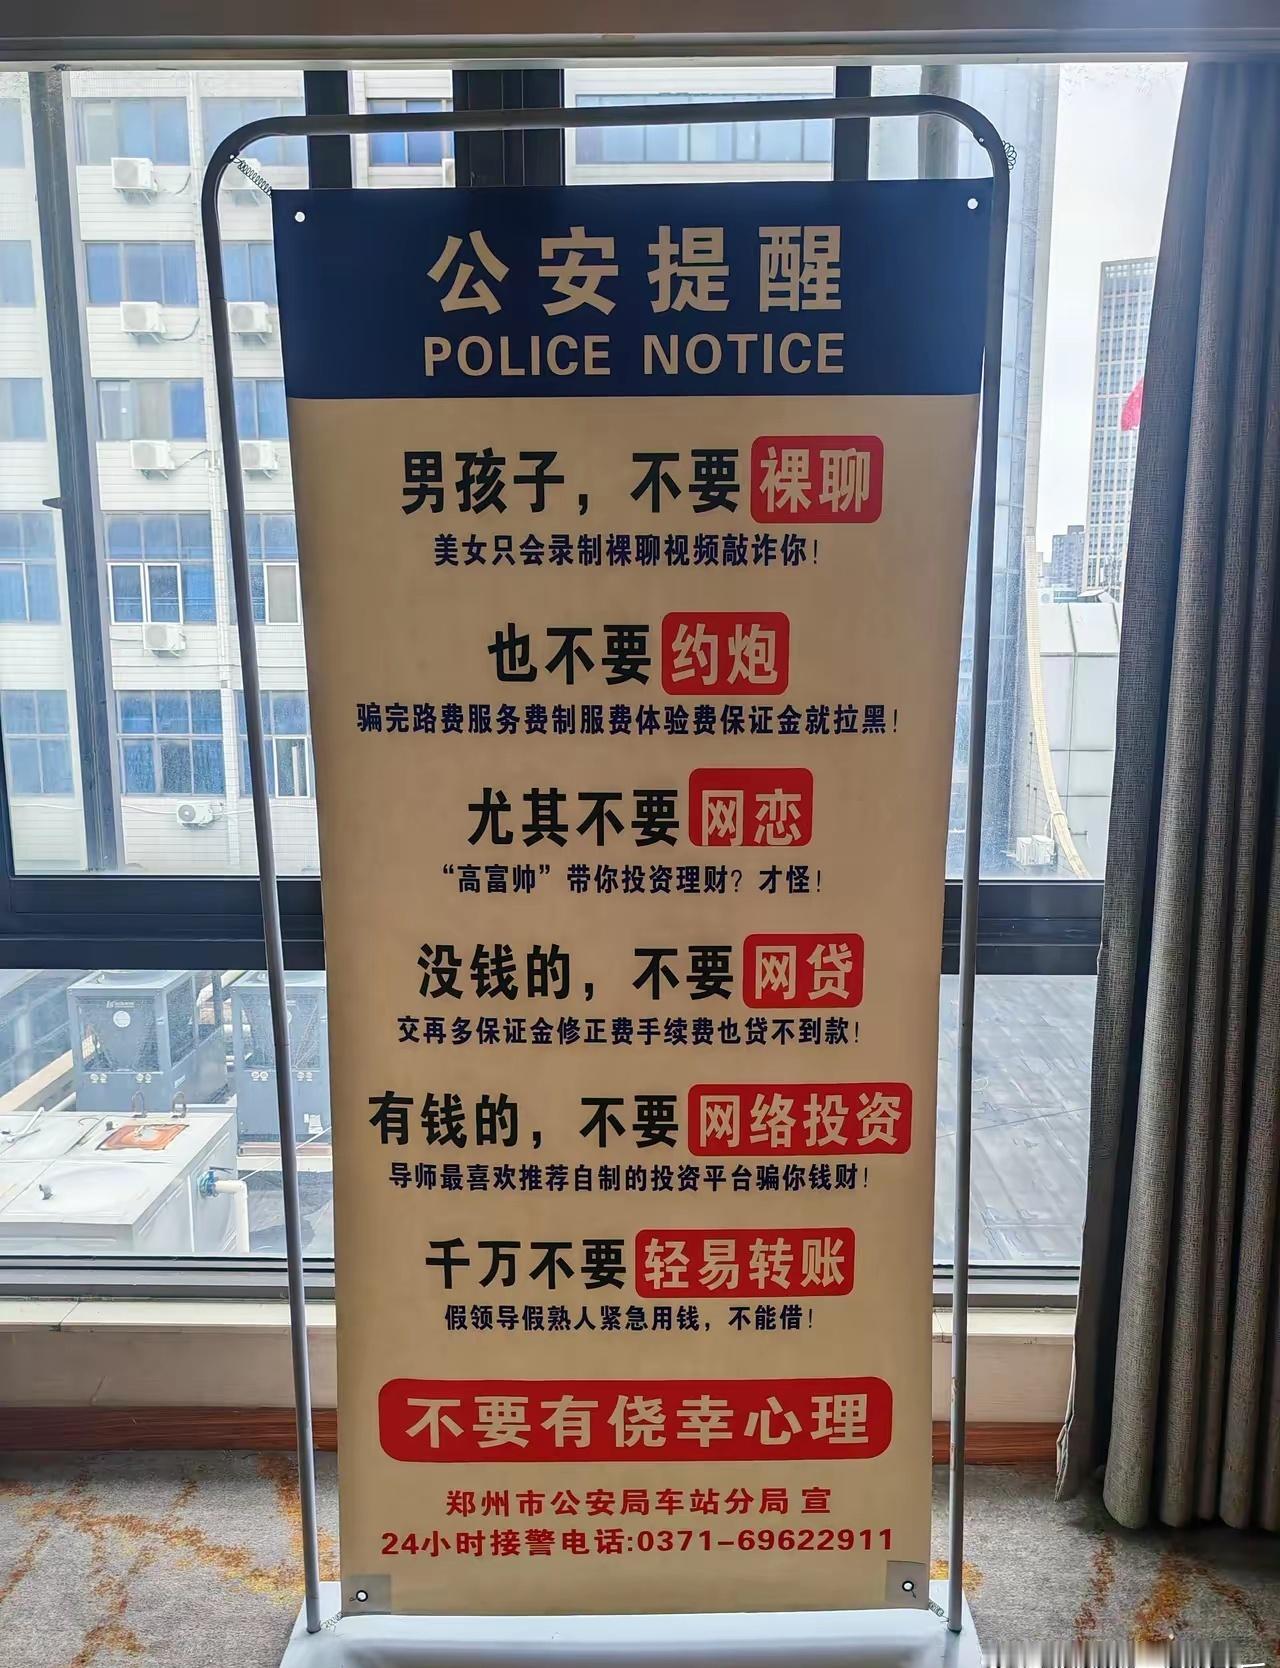 公安提醒
POLICE NOTICE
男孩子，不要裸聊
美女只会录制裸聊视频敲诈你！
也不要约炮
骗完路费服务费制服费体验费保证金就拉黑！
尤其不要网恋
“高富帅”带你投资理财？才怪！
没钱的，不要网贷
交再多保证金修正费手续费也贷不到款！
有钱的，不要网络投资
导师最喜欢推荐自制的投资平台骗你钱财！
千万不要轻易转账
假领导假熟人紧急用钱，不能借！
不要有侥幸心理
郑州市公安局车站分局 宣
24小时接警电话:0371-69622911